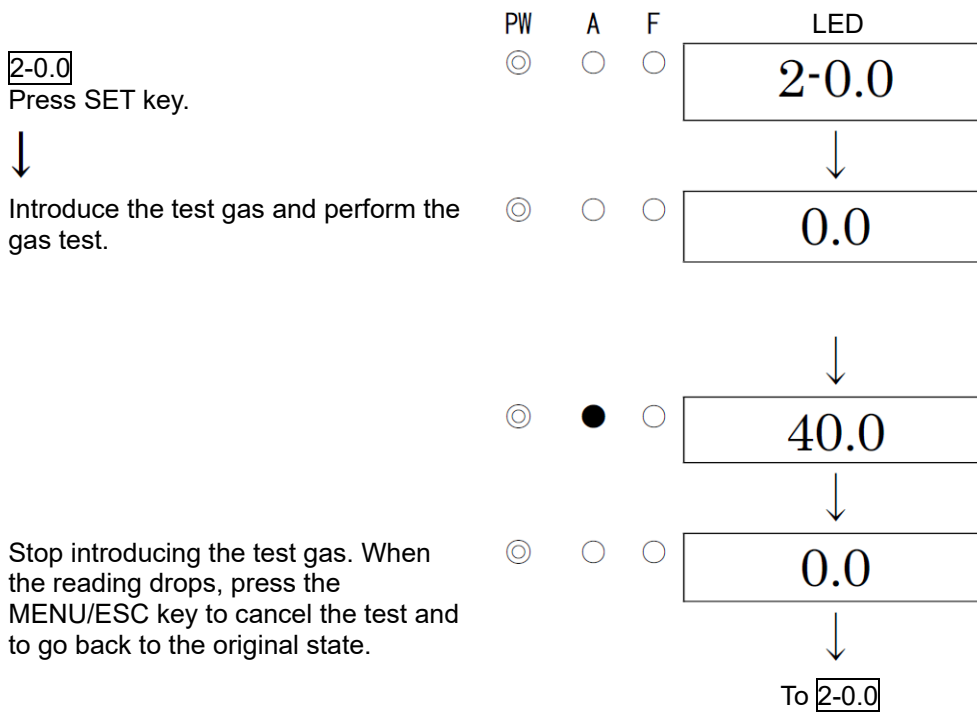 PW A F LED
2-0.0
2-0.0
Press SET key.
↓
↓
Introduce the test gas and perform the
gas test.
0.0
↓
40.0
↓
Stop introducing the test gas. When
the reading drops, press the
MENU/ESC key to cancel the test and
to go back to the original state.
0.0
↓
To 2-0.0